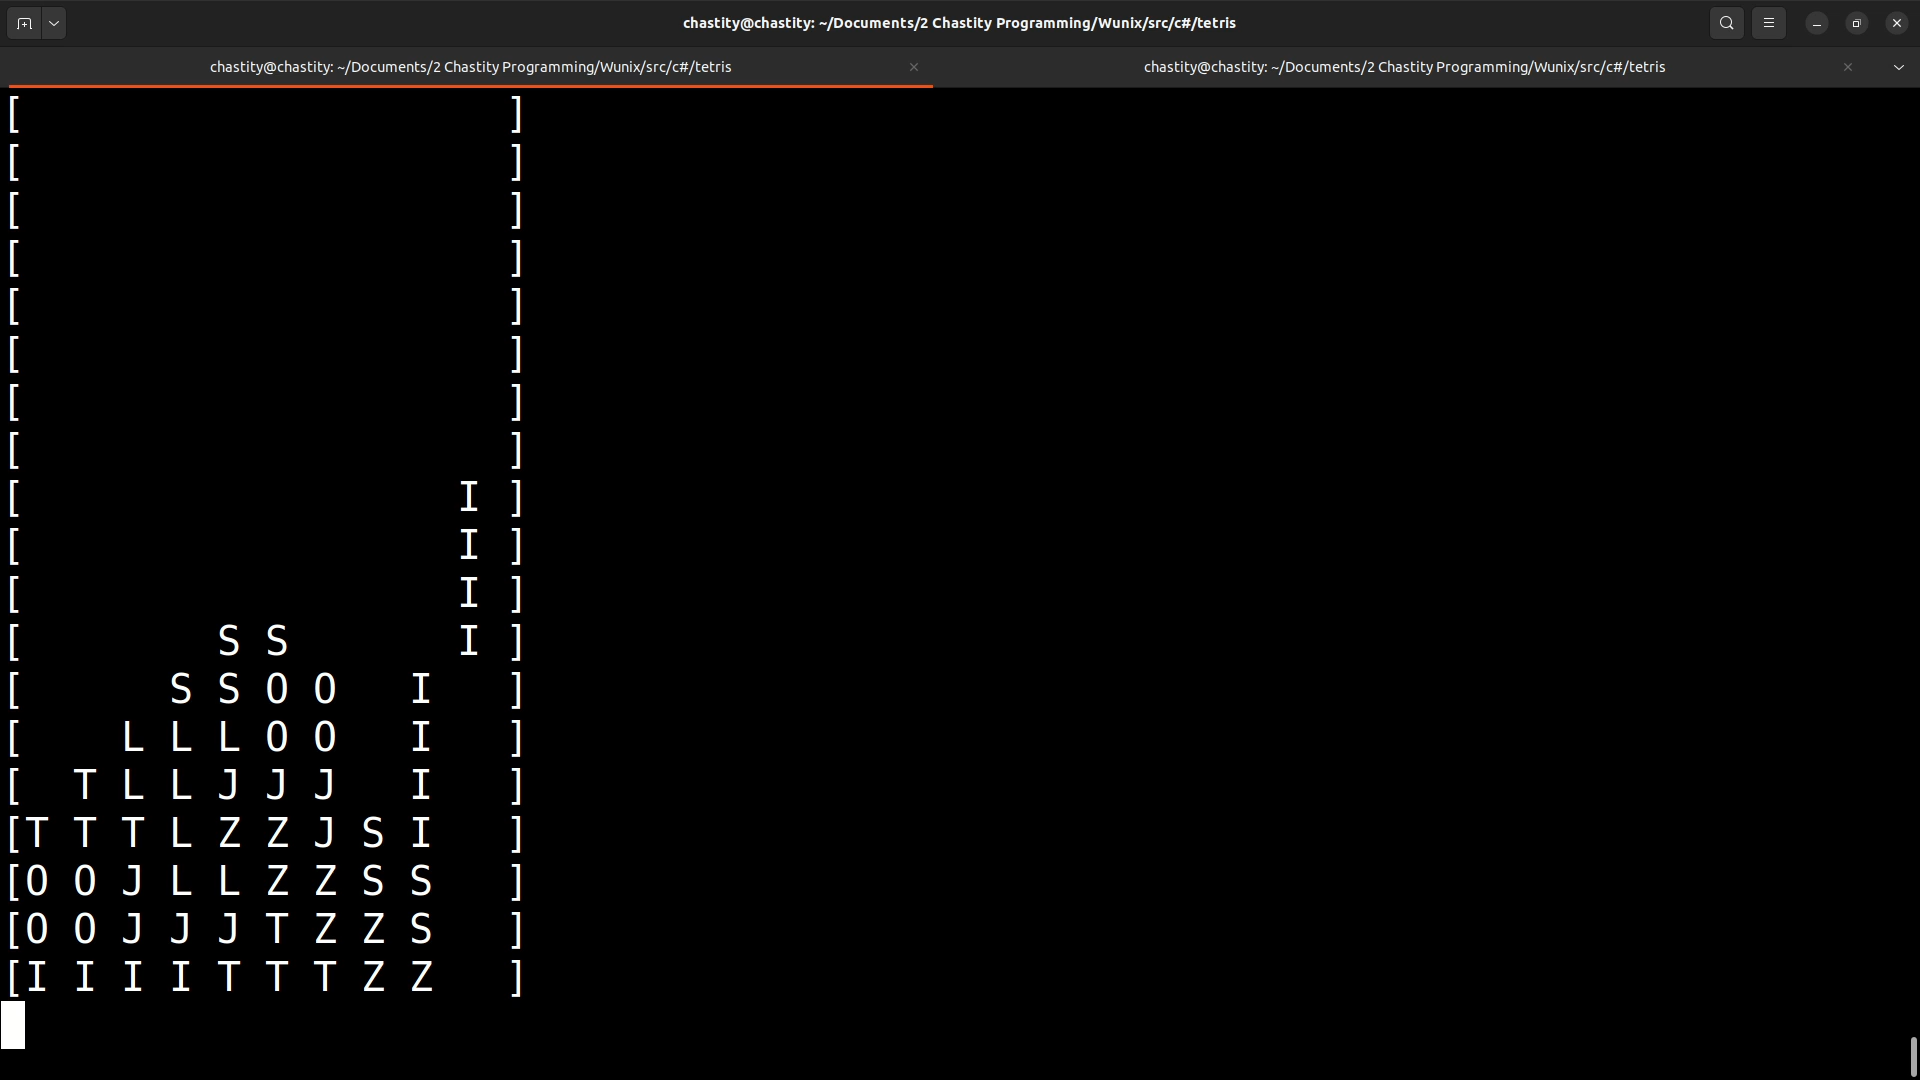 chastity@chastity: ~/Documents/2 Chastity Programming/Wunix/src/c#/tetris
chastity@chastity: ~/Documents/2 Chastity Programming/Wunix/src/c#/tetris × chastity@chastity: ~/Documents/2 Chastity Programming/Wunix/src/c#/tetris ×
[                    ]
[                    ]
[                    ]
[                    ]
[                    ]
[                    ]
[                    ]
[                    ]
[                  I ]
[                  I ]
[                  I ]
[        S S       I ]
[      S S O O   I   ]
[    L L L O O   I   ]
[  T L L J J J   I   ]
[T T T L Z Z J S I   ]
[O O J L L Z Z S S   ]
[O O J J J T Z Z S   ]
[I I I I T T T Z Z   ]